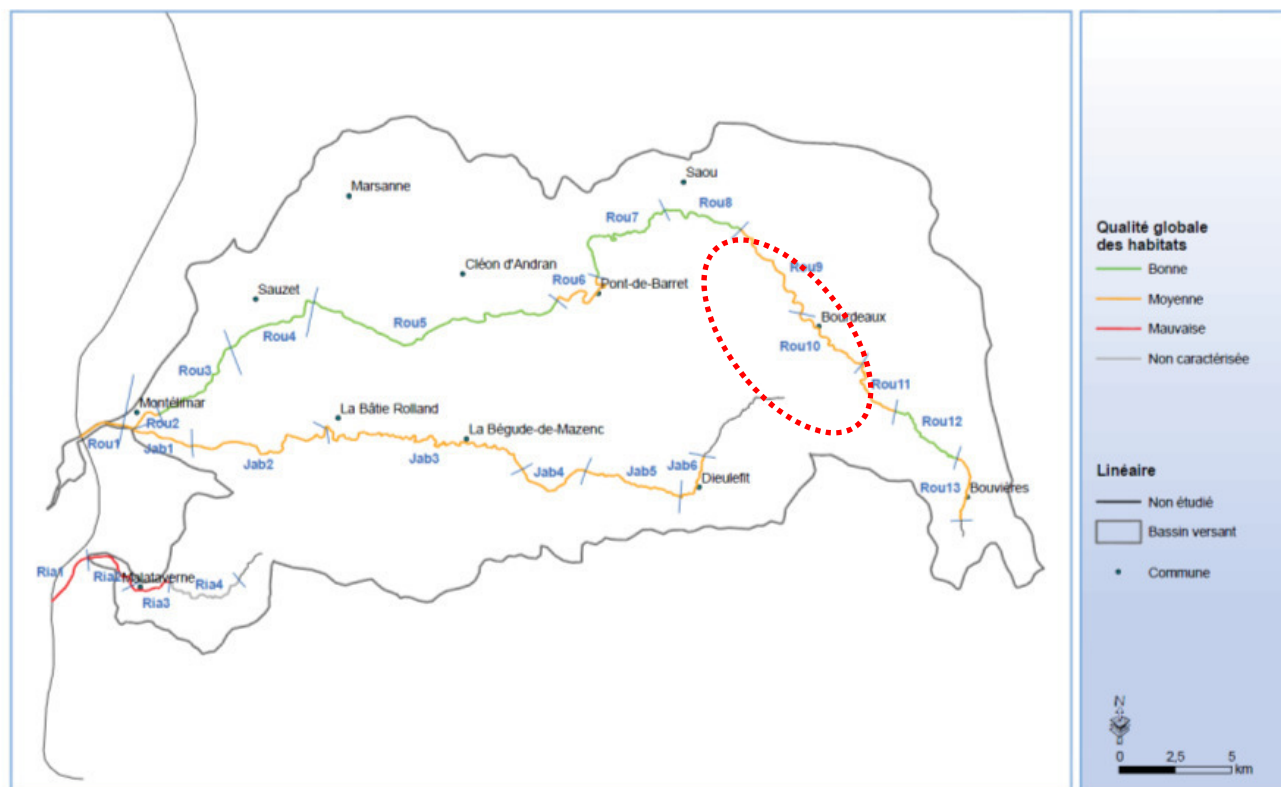 Saou
Marsanne
Rou8
Rou7
Rou9
Cléon d'Andran
Rou6
Pont-de-Barret
Sauzet
Bourdeaux
Rou5
Rou4
Rou10
Rou3
Rou11
Montélimar
Rou12
Rou2
La Bâtie Rolland
Rou1
Jab1
La Bégude-de-Mazenc
Jab2
Jab3
Jab4
Jab5
Jab6
Dieulefit
Rou13
Bouvières
Ria1
Ria2
Malataverne
Ria4
Ria3
Qualité globale
des habitats
Bonne
Moyenne
Mauvaise
Non caractérisée
Linéaire
Non étudié
Bassin versant
Commune
N
0 2,5 5
km